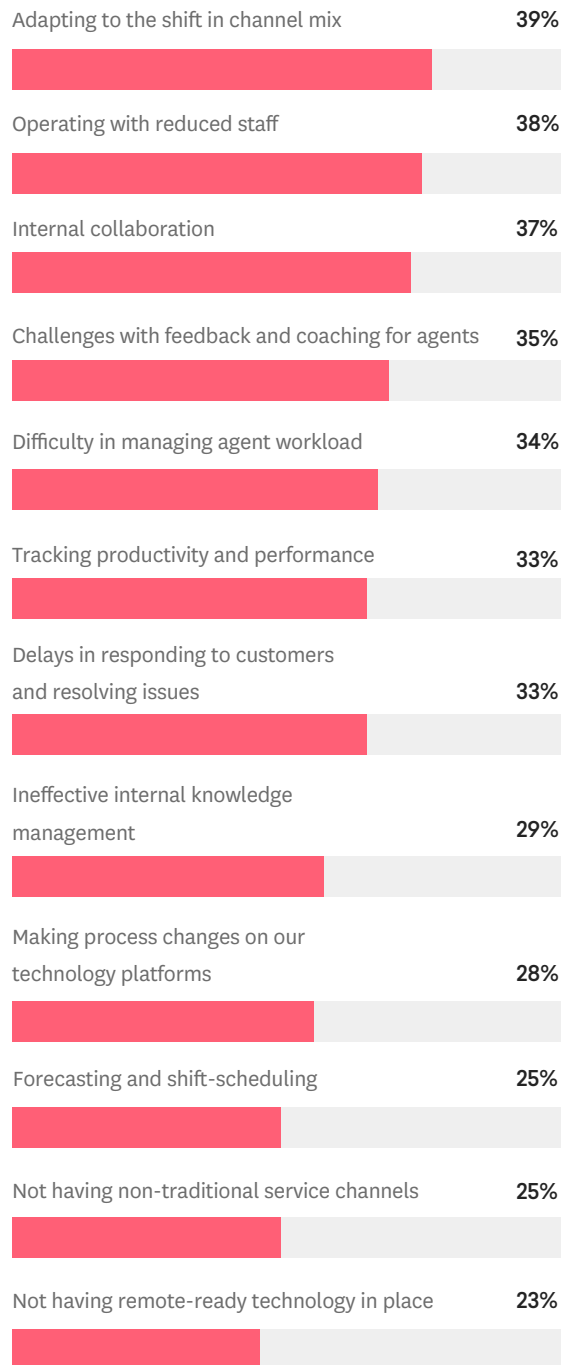 Adapting to the shift in channel mix 39%
Operating with reduced staff 38%
Internal collaboration 37%
Challenges with feedback and coaching for agents 35%
Difficulty in managing agent workload 34%
Tracking productivity and performance 33%
Delays in responding to customers
and resolving issues 33%
Ineffective internal knowledge
management 29%
Making process changes on our
technology platforms 28%
Forecasting and shift-scheduling 25%
Not having non-traditional service channels 25%
Not having remote-ready technology in place 23%